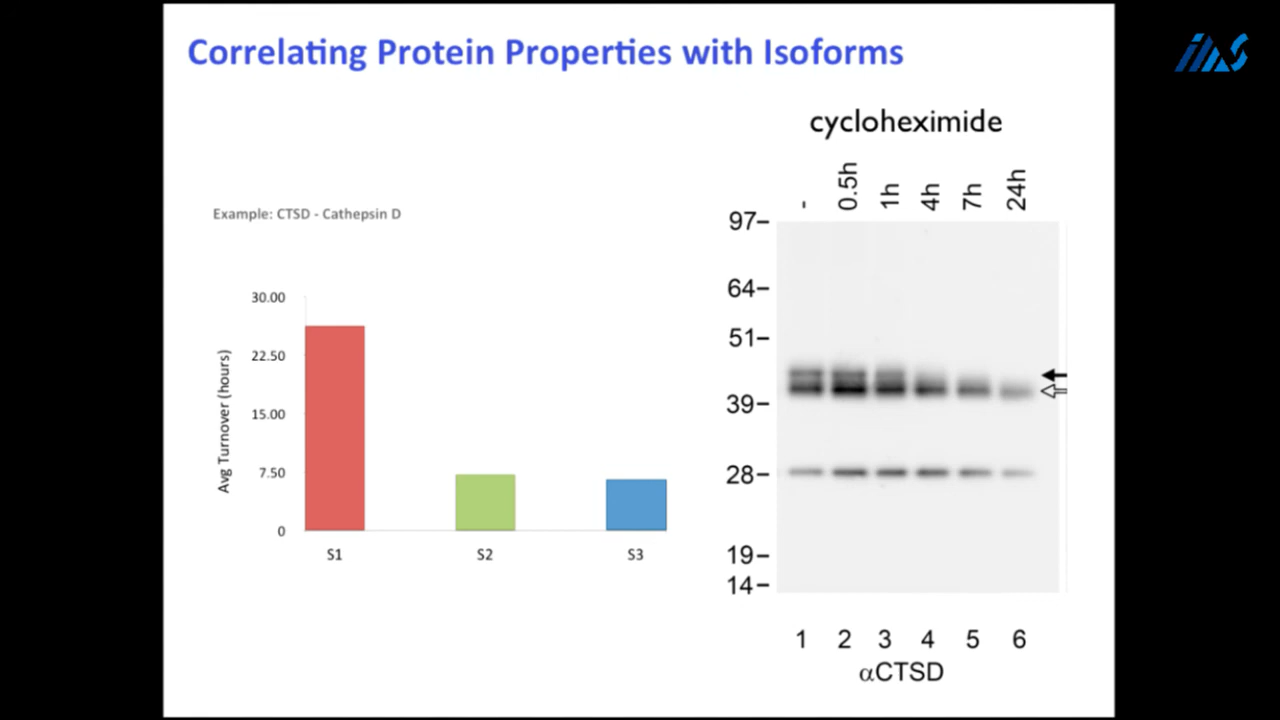 Correlating Protein Properties with Isoforms
IIAS
Example: CTSD - Cathepsin D
Avg Turnover (hours)
30.00
22.50
15.00
7.50
0
S1 S2 S3
cycloheximide
- 0.5h 1h 4h 7h 24h
97-
64-
51-
39-
28-
19-
14-
1 2 3 4 5 6
αCTSD